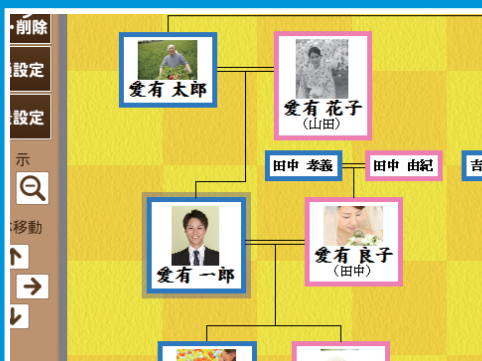 ・削除
設定
設定
示
移動
愛有 太郎
愛有 花子
（山田）
田中 孝義
田中 由紀
吉
愛有 一郎
愛有 良子
（田中）